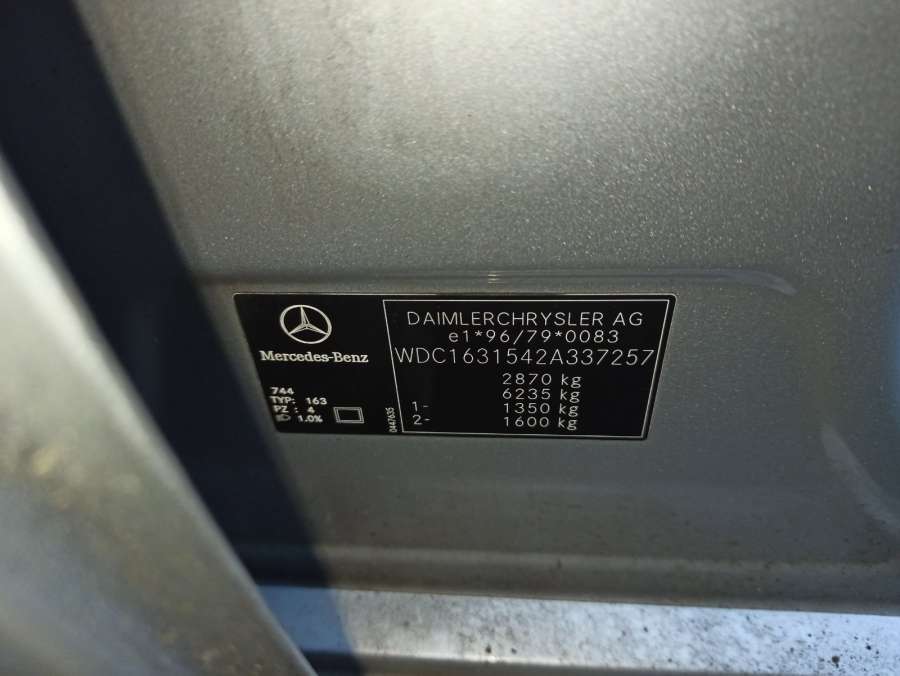 Mercedes-Benz
744
TYP: 163
PZ : 4
1.0%
0447635
DAIMLERCHRYSLER AG
e1*96/79*0083
WDC1631542A337257
2870 kg
6235 kg
1- 1350 kg
2- 1600 kg